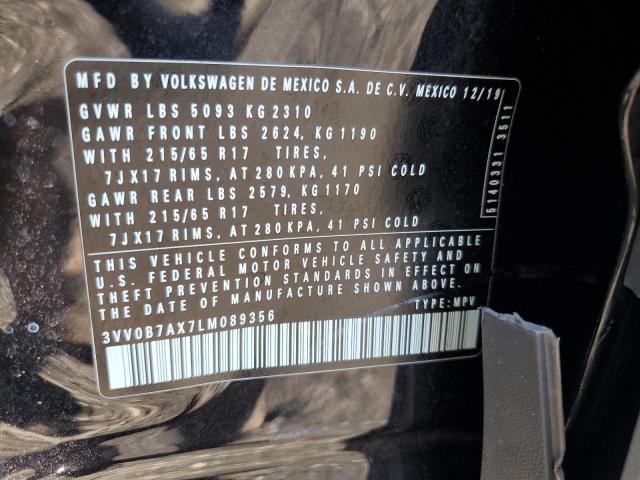 MFD BY VOLKSWAGEN DE MEXICO S.A. DE C.V. MEXICO 12/19
GVWR LBS 5093 KG 2310
GAWR FRONT LBS 2624, KG 1190
WITH 215/65 R17 TIRES,
7JX17 RIMS, AT 280 KPA, 41 PSI COLD
GAWR REAR LBS 2579, KG 1170
WITH 215/65 R17 TIRES,
7JX17 RIMS, AT 280 KPA, 41 PSI COLD
THIS VEHICLE CONFORMS TO ALL APPLICABLE
U.S. FEDERAL MOTOR VEHICLE SAFETY AND
THEFT PREVENTION STANDARDS IN EFFECT ON
THE DATE OF MANUFACTURE SHOWN ABOVE
3VV0B7AX7LM089356 TYPE: MPV
5140331 3511